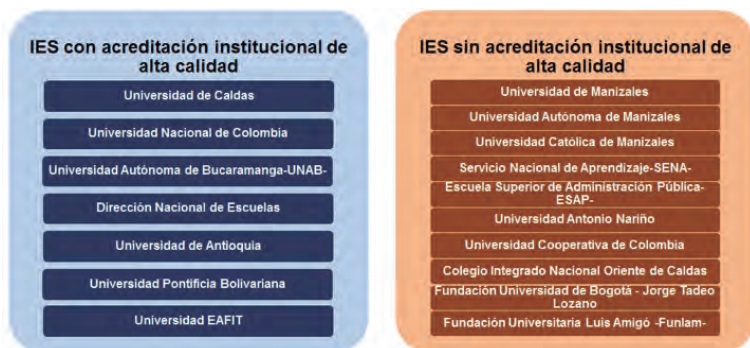 IES con acreditación institucional de
alta calidad
Universidad de Caldas
Universidad Nacional de Colombia
Universidad Autónoma de Bucaramanga-UNAB-
Dirección Nacional de Escuelas
Universidad de Antioquia
Universidad Pontificia Bolivariana
Universidad EAFIT
IES sin acreditación institucional de
alta calidad
Universidad de Manizales
Universidad Autónoma de Manizales
Universidad Católica de Manizales
Servicio Nacional de Aprendizaje-SENA-
Escuela Superior de Administración Pública-
ESAP-
Universidad Antonio Nariño
Universidad Cooperativa de Colombia
Colegio Integrado Nacional Oriente de Caldas
Fundación Universidad de Bogotá - Jorge Tadeo
Lozano
Fundación Universitaria Luis Amigó -Funlam-